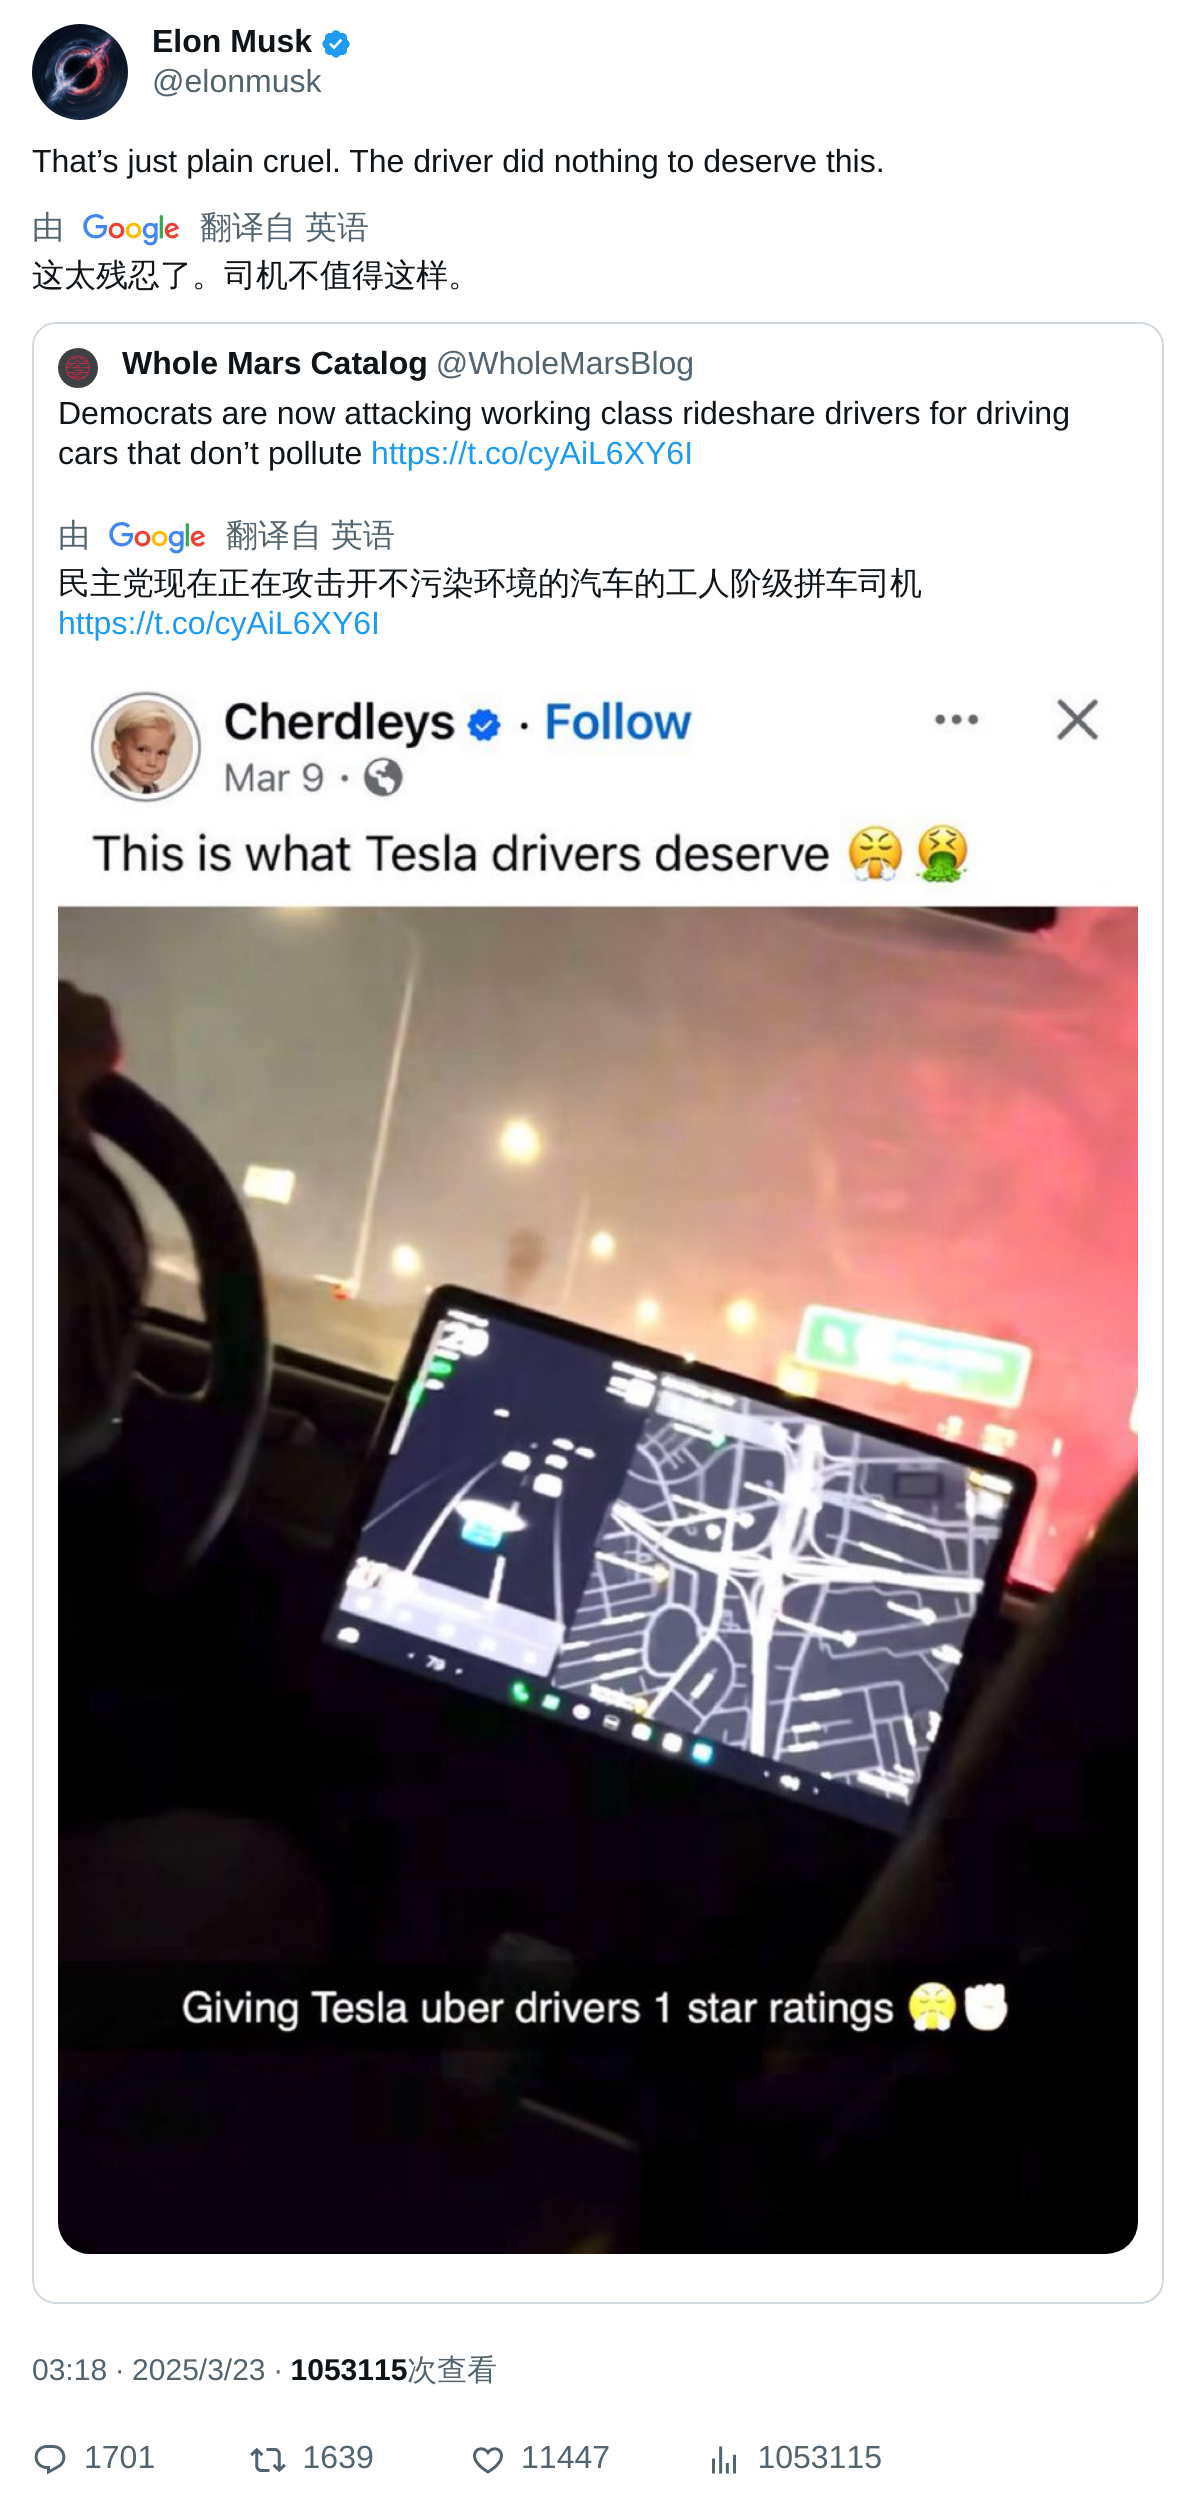 Elon Musk
@elonmusk
That’s just plain cruel. The driver did nothing to deserve this.
由 Google 翻译自 英语
这太残忍了。司机不值得这样。
Whole Mars Catalog @WholeMarsBlog
Democrats are now attacking working class rideshare drivers for driving
cars that don’t pollute https://t.co/cyAiL6XY6I
由 Google 翻译自 英语
民主党现在正在攻击开不污染环境的汽车的工人阶级拼车司机
https://t.co/cyAiL6XY6I
Cherdleys · Follow
Mar 9 ·
This is what Tesla drivers deserve 😤🤮
Giving Tesla uber drivers 1 star ratings 😤✊
03:18 · 2025/3/23 · 1053115次查看
1701 1639 11447 1053115